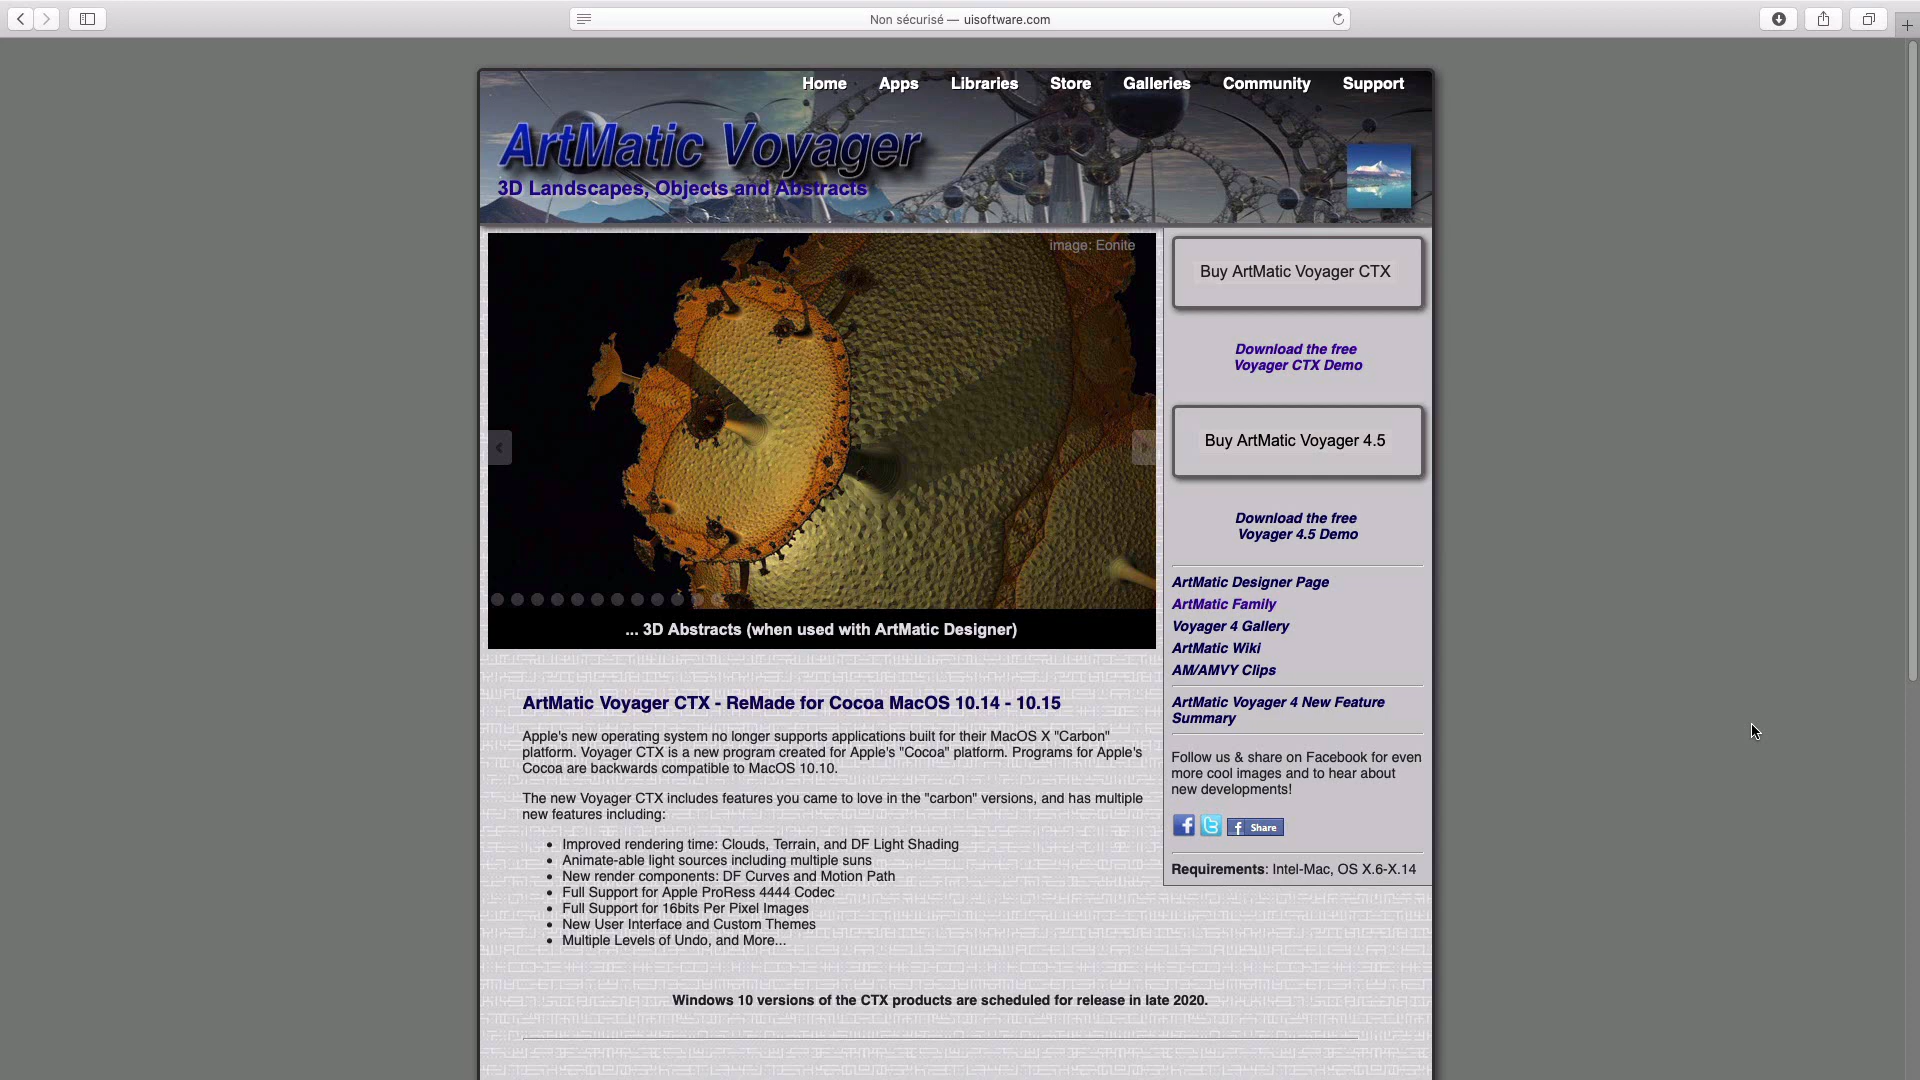 Non sécurisé — uisoftware.com
Home Apps Libraries Store Galleries Community Support
ArtMatic Voyager
3D Landscapes, Objects and Abstracts
image: Eonite
... 3D Abstracts (when used with ArtMatic Designer)
ArtMatic Voyager CTX - ReMade for Cocoa MacOS 10.14 - 10.15
Apple's new operating system no longer supports applications built for their MacOS X "Carbon"
platform. Voyager CTX is a new program created for Apple's "Cocoa" platform. Programs for Apple's
Cocoa are backwards compatible to MacOS 10.10.
The new Voyager CTX includes features you came to love in the "carbon" versions, and has multiple
new features including:
• Improved rendering time: Clouds, Terrain, and DF Light Shading
• Animate-able light sources including multiple suns
• New render components: DF Curves and Motion Path
• Full Support for Apple ProRess 4444 Codec
• Full Support for 16bits Per Pixel Images
• New User Interface and Custom Themes
• Multiple Levels of Undo, and More...
Windows 10 versions of the CTX products are scheduled for release in late 2020.
Buy ArtMatic Voyager CTX
Download the free
Voyager CTX Demo
Buy ArtMatic Voyager 4.5
Download the free
Voyager 4.5 Demo
ArtMatic Designer Page
ArtMatic Family
Voyager 4 Gallery
ArtMatic Wiki
AM/AMVY Clips
ArtMatic Voyager 4 New Feature
Summary
Follow us & share on Facebook for even
more cool images and to hear about
new developments!
Share
Requirements: Intel-Mac, OS X.6-X.14